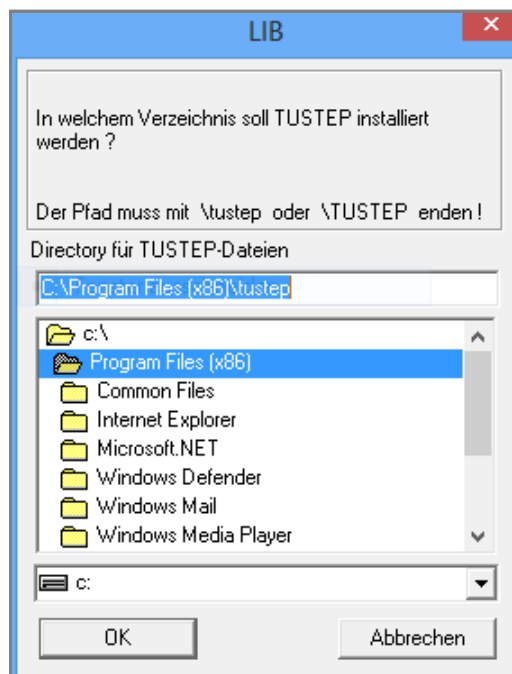 LIB
In welchem Verzeichnis soll TUSTEP installiert
werden ?
Der Pfad muss mit \tustep oder \TUSTEP enden !
Directory für TUSTEP-Dateien
C:\Program Files (x86)\tustep
c:\
Program Files (x86)
Common Files
Internet Explorer
Microsoft.NET
Windows Defender
Windows Mail
Windows Media Player
c:
OK
Abbrechen